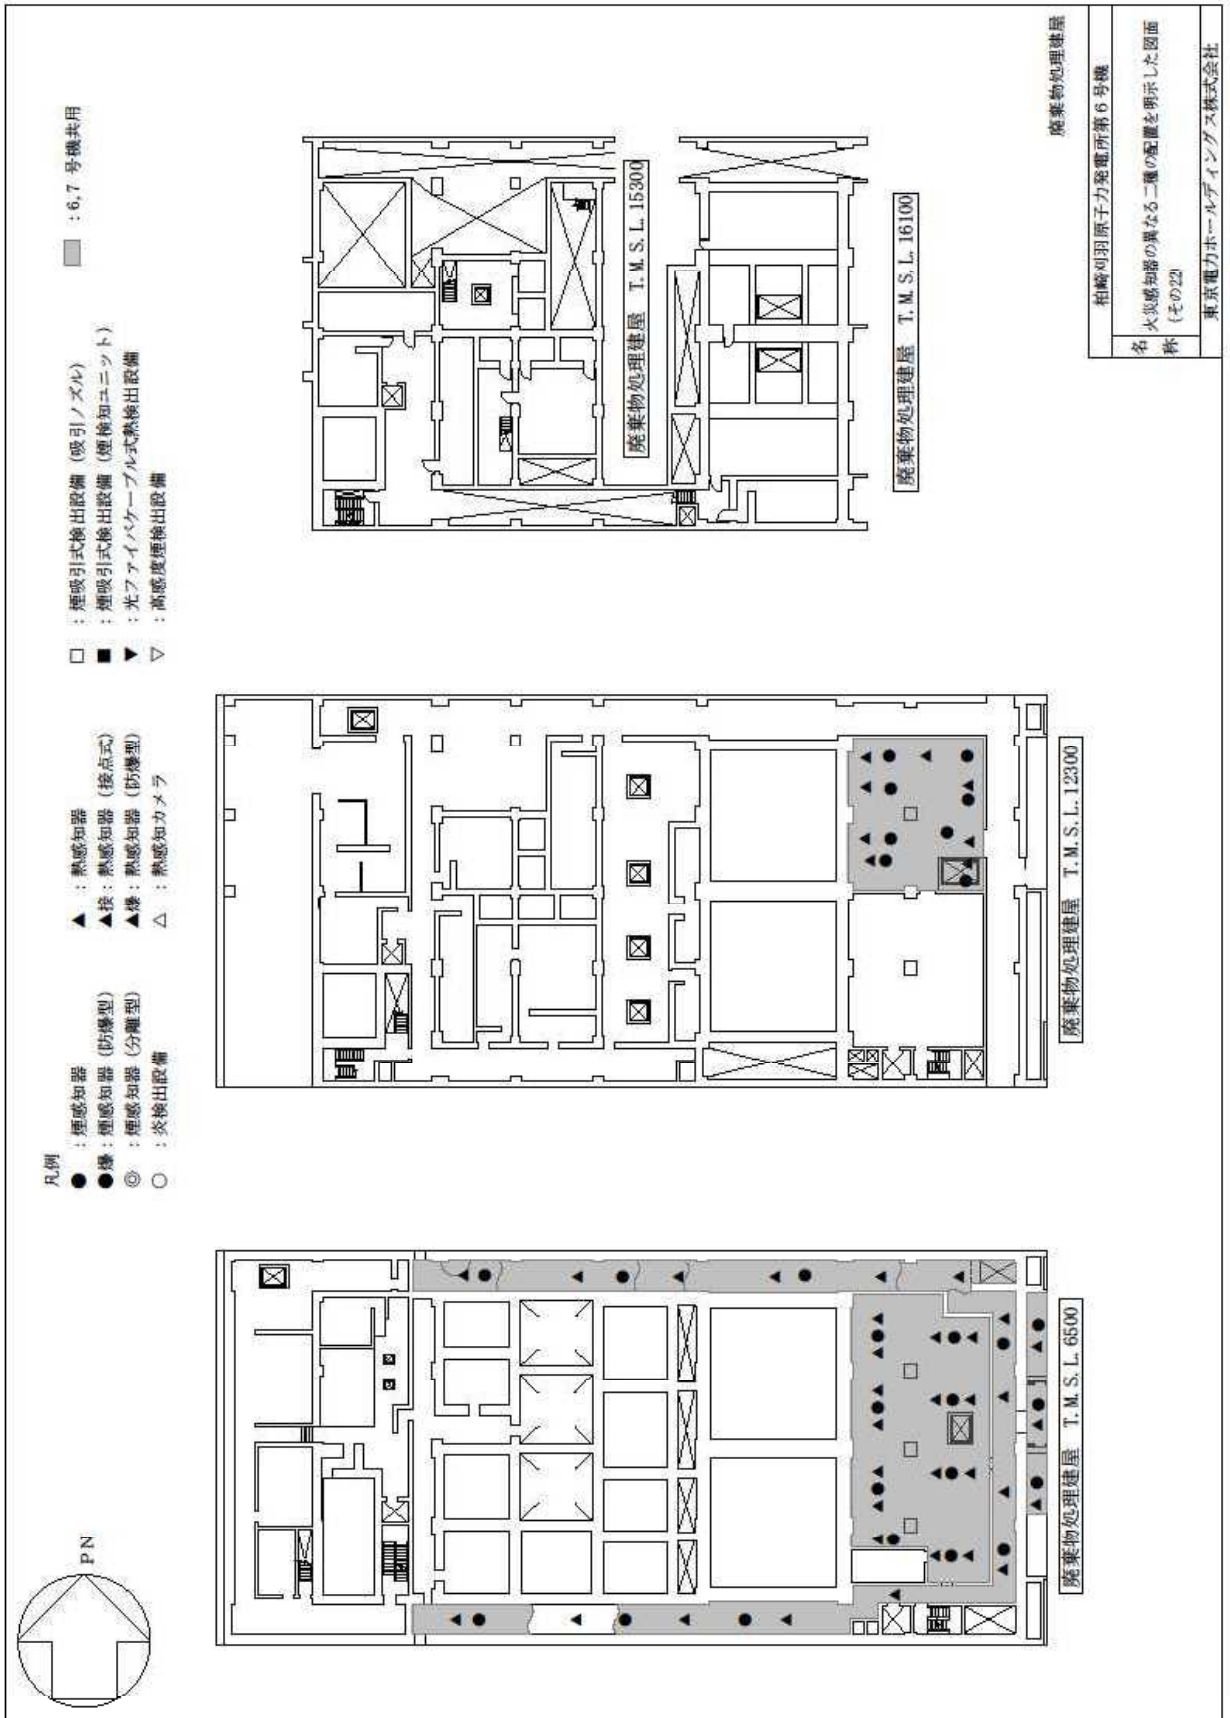 PN
凡例
● ：煙感知器
●爆：煙感知器（防爆型）
◎ ：煙感知器（分離型）
○ ：炎検出設備
▲ ：熱感知器
▲接：熱感知器（接点式）
▲爆：熱感知器（防爆型）
△ ：熱感知カメラ
□ ：煙吸引式検出設備（吸引ノズル）
■ ：煙吸引式検出設備（煙検知ユニット）
▼ ：光ファイバケーブル式熱検出設備
▽ ：高感度煙検出設備
：6,7 号機共用
廃棄物処理建屋 T.M.S.L. 6500
廃棄物処理建屋 T.M.S.L. 12300
廃棄物処理建屋 T.M.S.L. 15300
廃棄物処理建屋 T.M.S.L. 16100
廃棄物処理建屋
柏崎刈羽原子力発電所第6号機
名称
火災感知器の異なる二種の配置を明示した図面
(その22)
東京電力ホールディングス株式会社